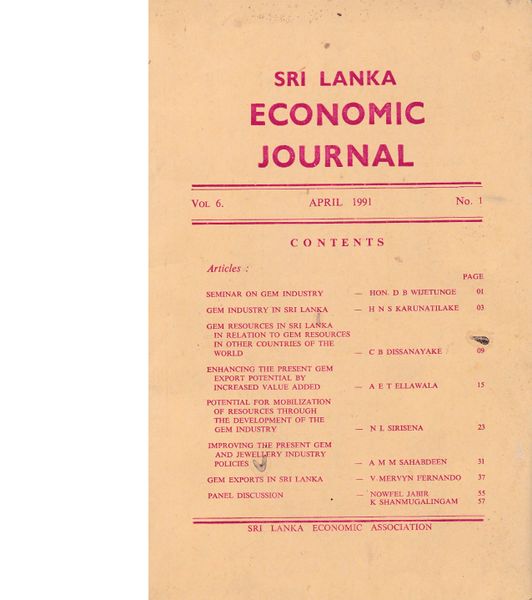 SRI LANKA
ECONOMIC
JOURNAL
VOL 6. APRIL 1991 No. 1
CONTENTS
Articles :
PAGE
SEMINAR ON GEM INDUSTRY — HON. D B WIJETUNGE 01
GEM INDUSTRY IN SRI LANKA — H N S KARUNATILAKE 03
GEM RESOURCES IN SRI LANKA
IN RELATION TO GEM RESOURCES
IN OTHER COUNTRIES OF THE
WORLD — C B DISSANAYAKE 09
ENHANCING THE PRESENT GEM
EXPORT POTENTIAL BY
INCREASED VALUE ADDED — A E T ELLAWALA 15
POTENTIAL FOR MOBILIZATION
OF RESOURCES THROUGH
THE DEVELOPMENT OF THE
GEM INDUSTRY — N L SIRISENA 23
IMPROVING THE PRESENT GEM
AND JEWELLERY INDUSTRY
POLICIES — A M M SAHABDEEN 31
GEM EXPORTS IN SRI LANKA — V MERVYN FERNANDO 37
PANEL DISCUSSION — NOWFEL JABIR 55
K SHANMUGALINGAM 57
SRI LANKA ECONOMIC ASSOCIATION